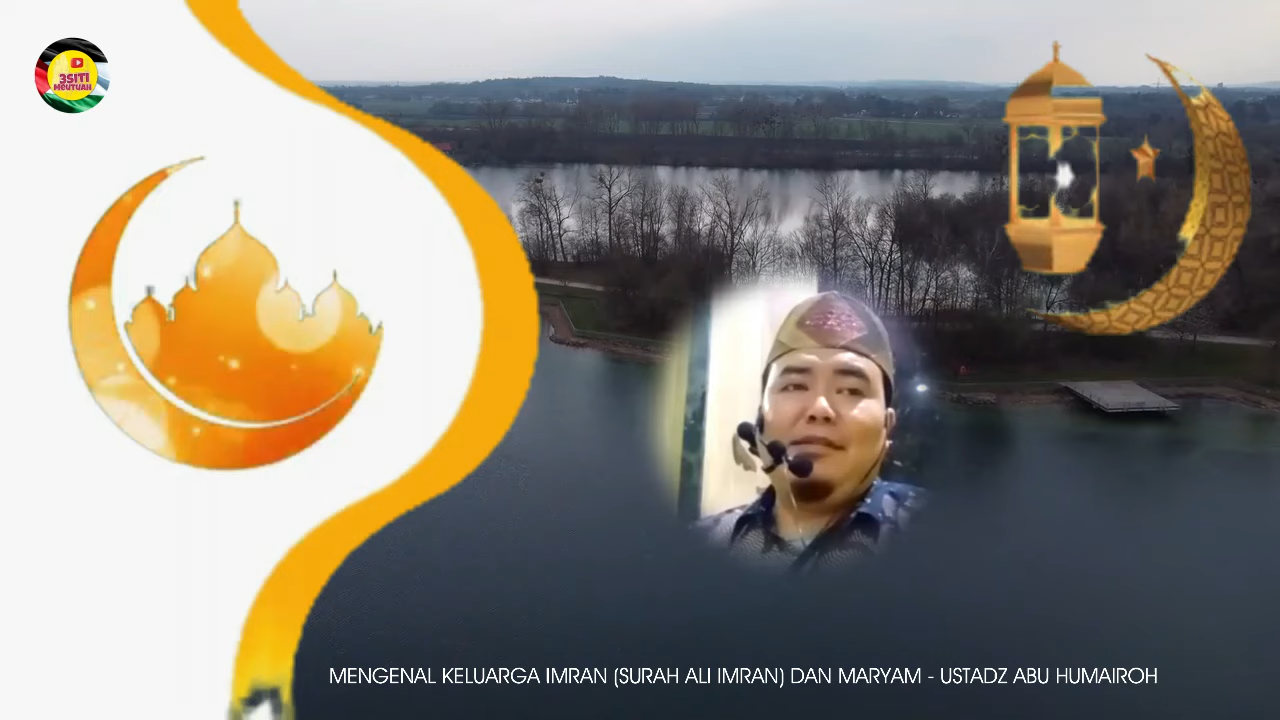 3SITI
MEUTUAH
MENGENAL KELUARGA IMRAN (SURAH ALI IMRAN) DAN MARYAM - USTADZ ABU HUMAIROH